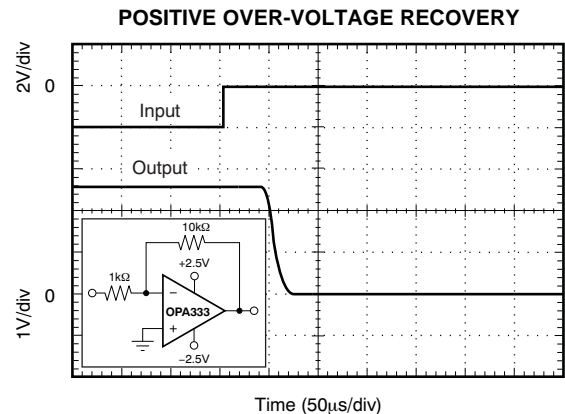 POSITIVE OVER-VOLTAGE RECOVERY
2V/div
0
Input
Output
10kΩ
+2.5V
1kΩ
−
OPA333
+
−2.5V
1V/div
0
Time (50μs/div)